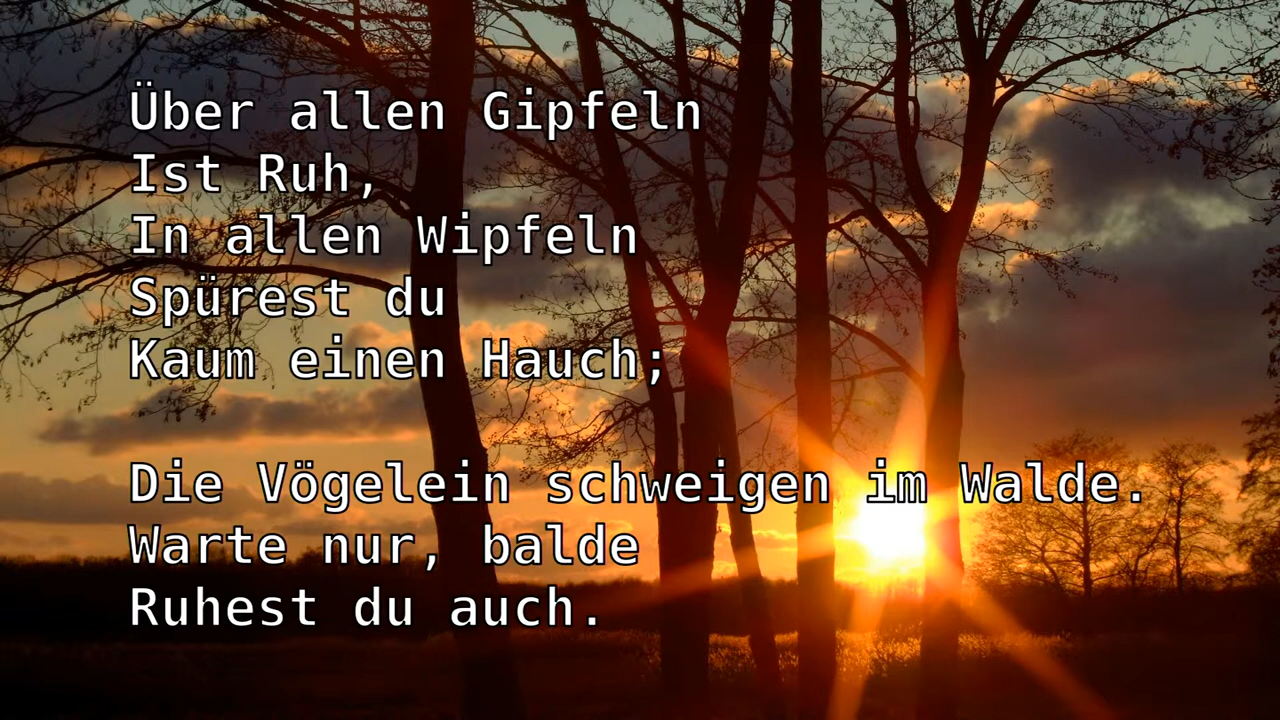 Über allen Gipfeln
Ist Ruh,
In allen Wipfeln
Spürest du
Kaum einen Hauch;
Die Vögelein schweigen im Walde.
Warte nur, balde
Ruhest du auch.